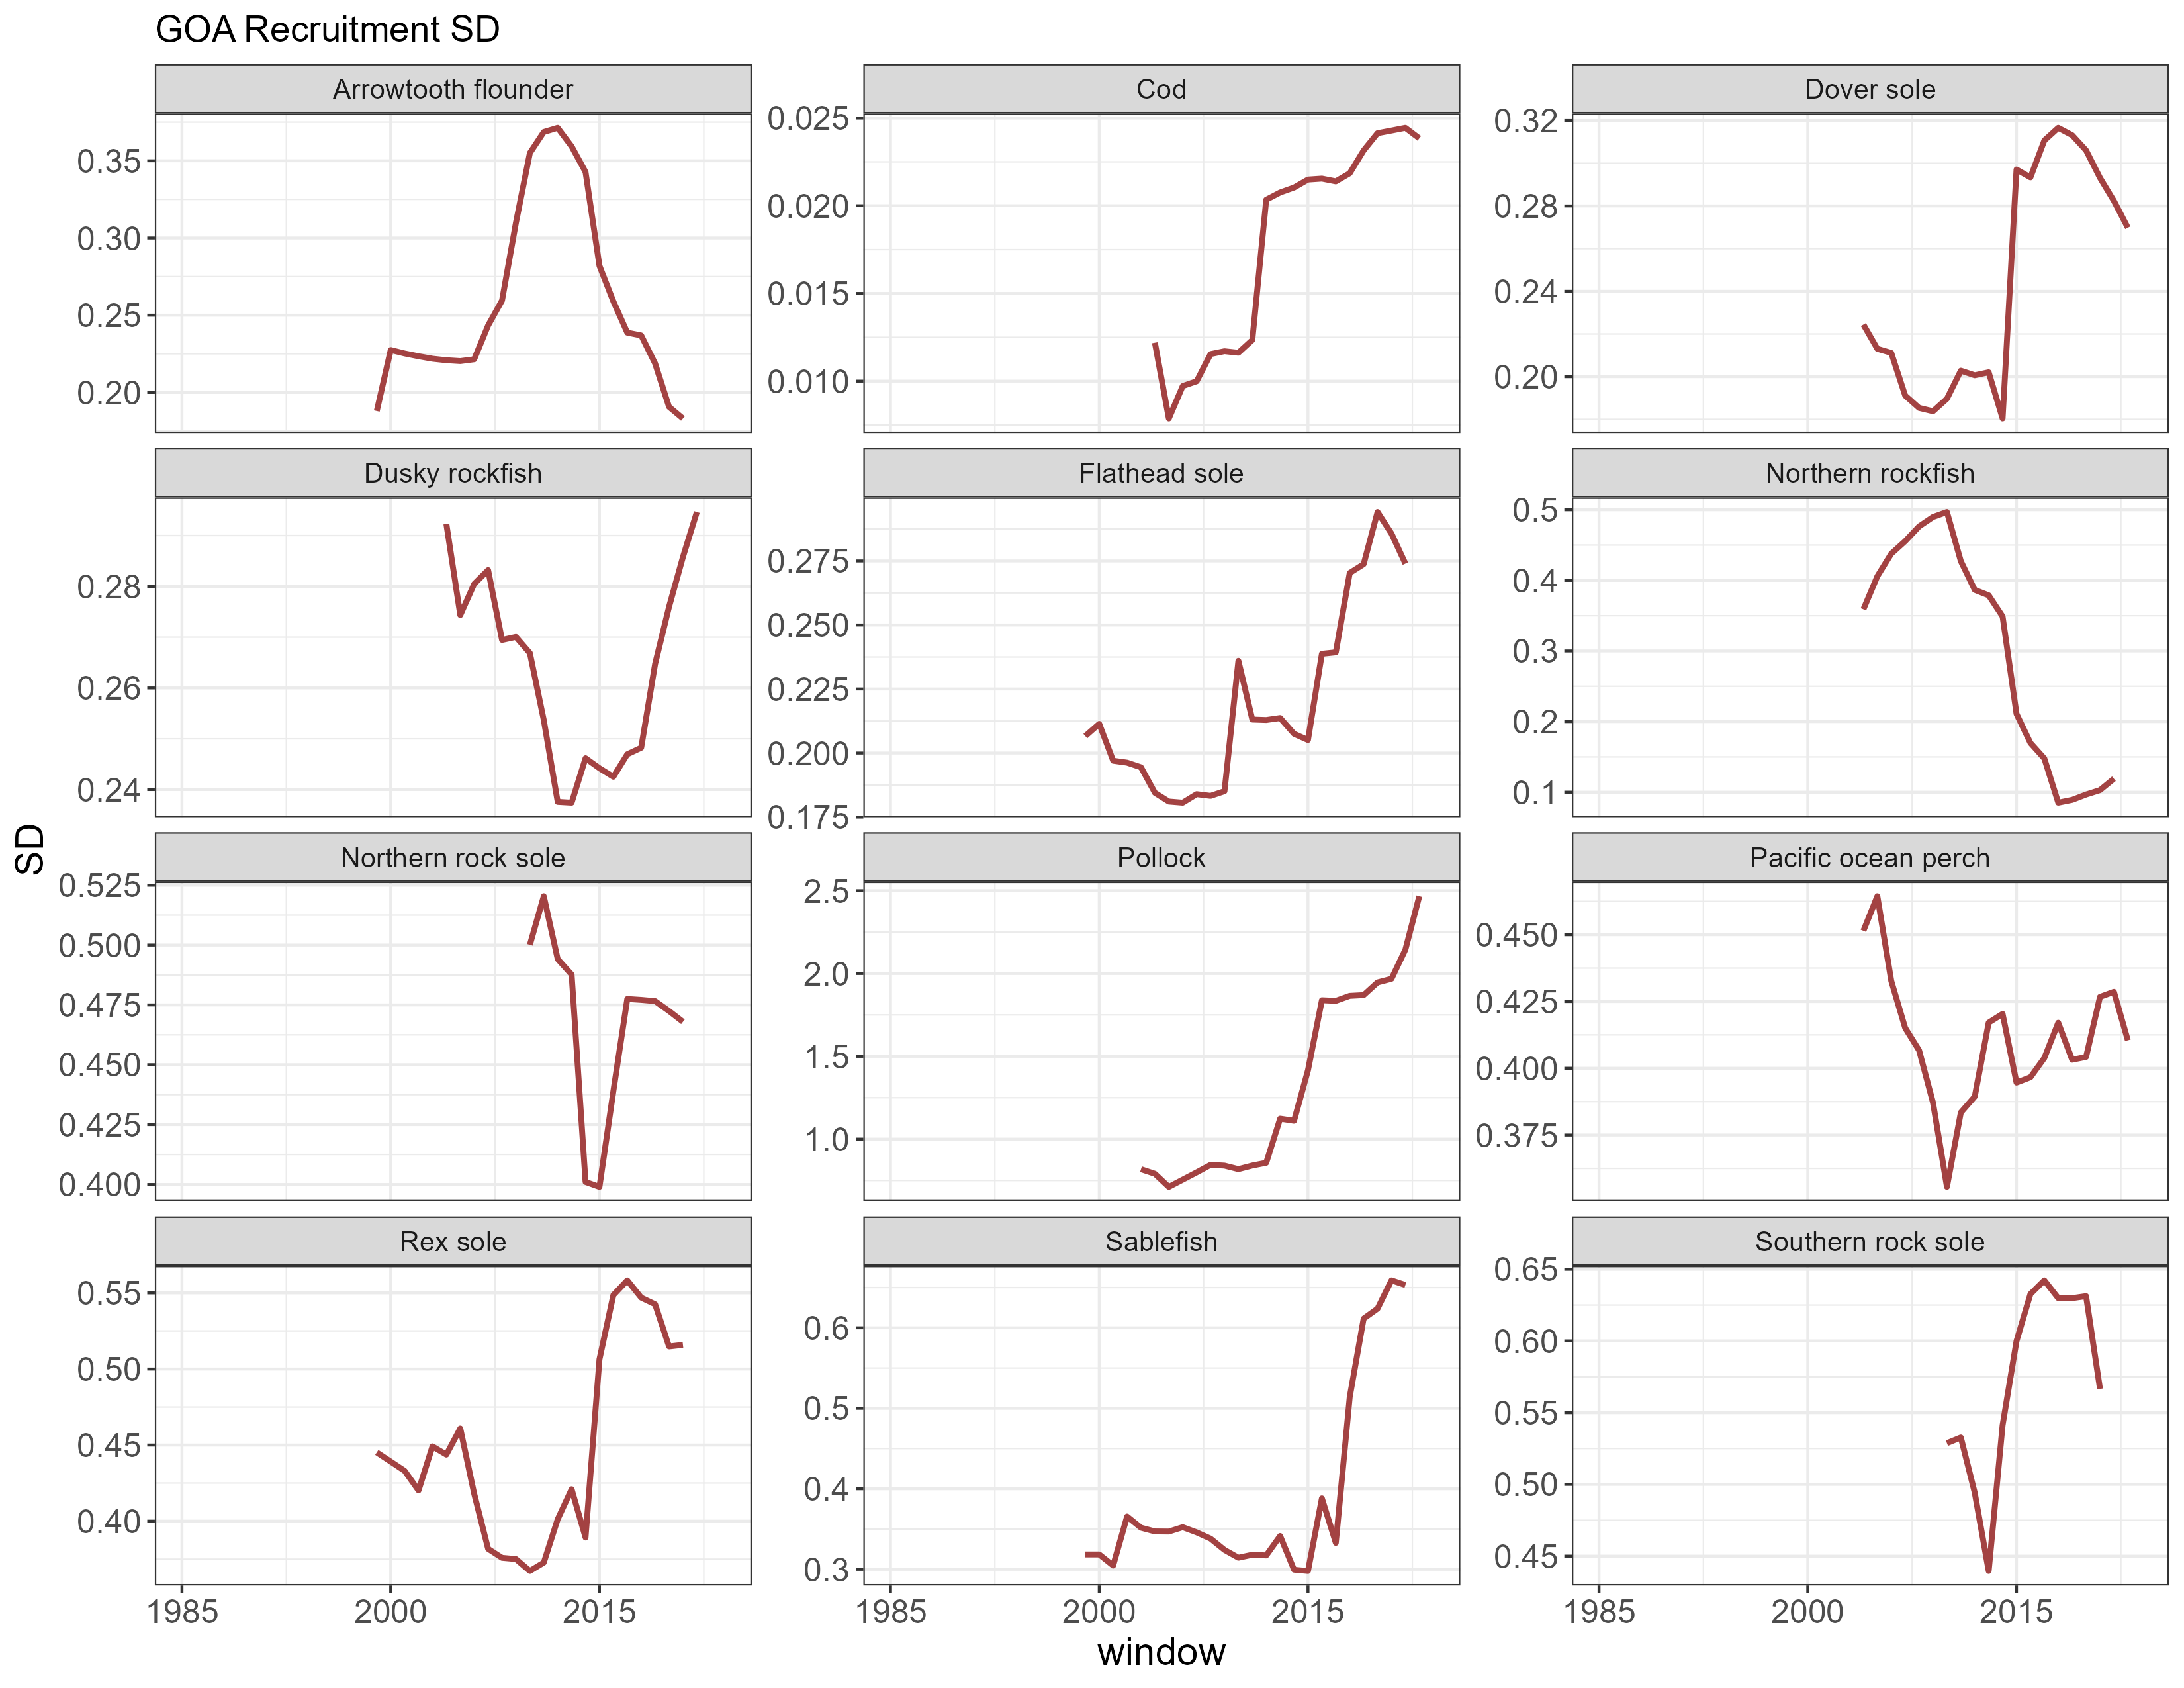 GOA Recruitment SD
Arrowtooth flounder
Cod
Dover sole
0.35
0.30
0.25
0.20
0.025
0.020
0.015
0.010
0.32
0.28
0.24
0.20
Dusky rockfish
Flathead sole
Northern rockfish
0.28
0.26
0.24
0.275
0.250
0.225
0.200
0.175
0.5
0.4
0.3
0.2
0.1
SD
Northern rock sole
Pollock
Pacific ocean perch
0.525
0.500
0.475
0.450
0.425
0.400
2.5
2.0
1.5
1.0
0.450
0.425
0.400
0.375
Rex sole
Sablefish
Southern rock sole
0.55
0.50
0.45
0.40
0.6
0.5
0.4
0.3
0.65
0.60
0.55
0.50
0.45
1985 2000 2015
1985 2000 2015
1985 2000 2015
window